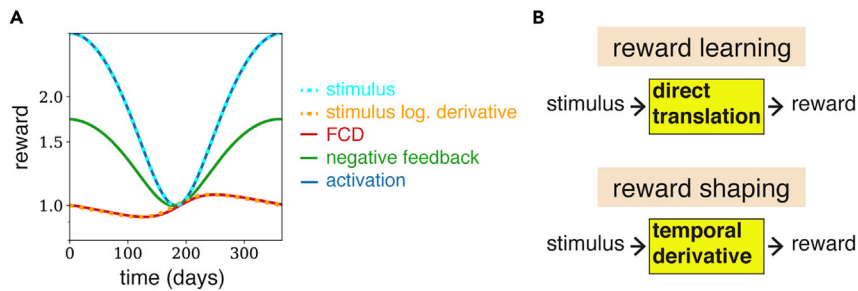 A
reward
2.0
1.5
1.0
0
100
200
300
time (days)
stimulus
stimulus log. derivative
FCD
negative feedback
activation
B
reward learning
stimulus
direct
translation
reward
reward shaping
stimulus
temporal
derivative
reward